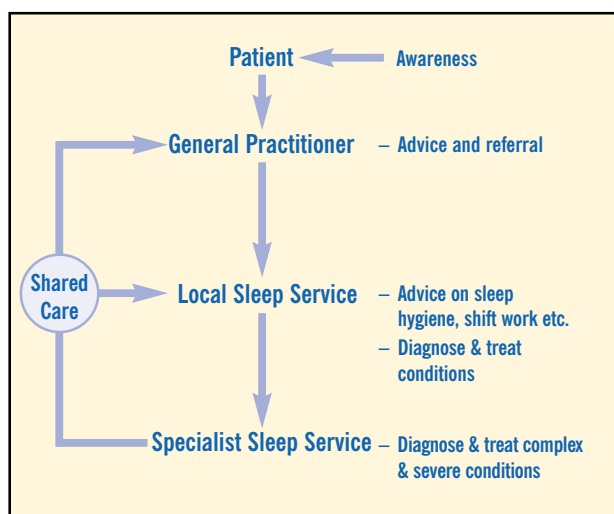 Patient
Awareness
General Practitioner
– Advice and referral
Shared
Care
Local Sleep Service
– Advice on sleep
hygiene, shift work etc.
– Diagnose & treat
conditions
Specialist Sleep Service
– Diagnose & treat complex
& severe conditions